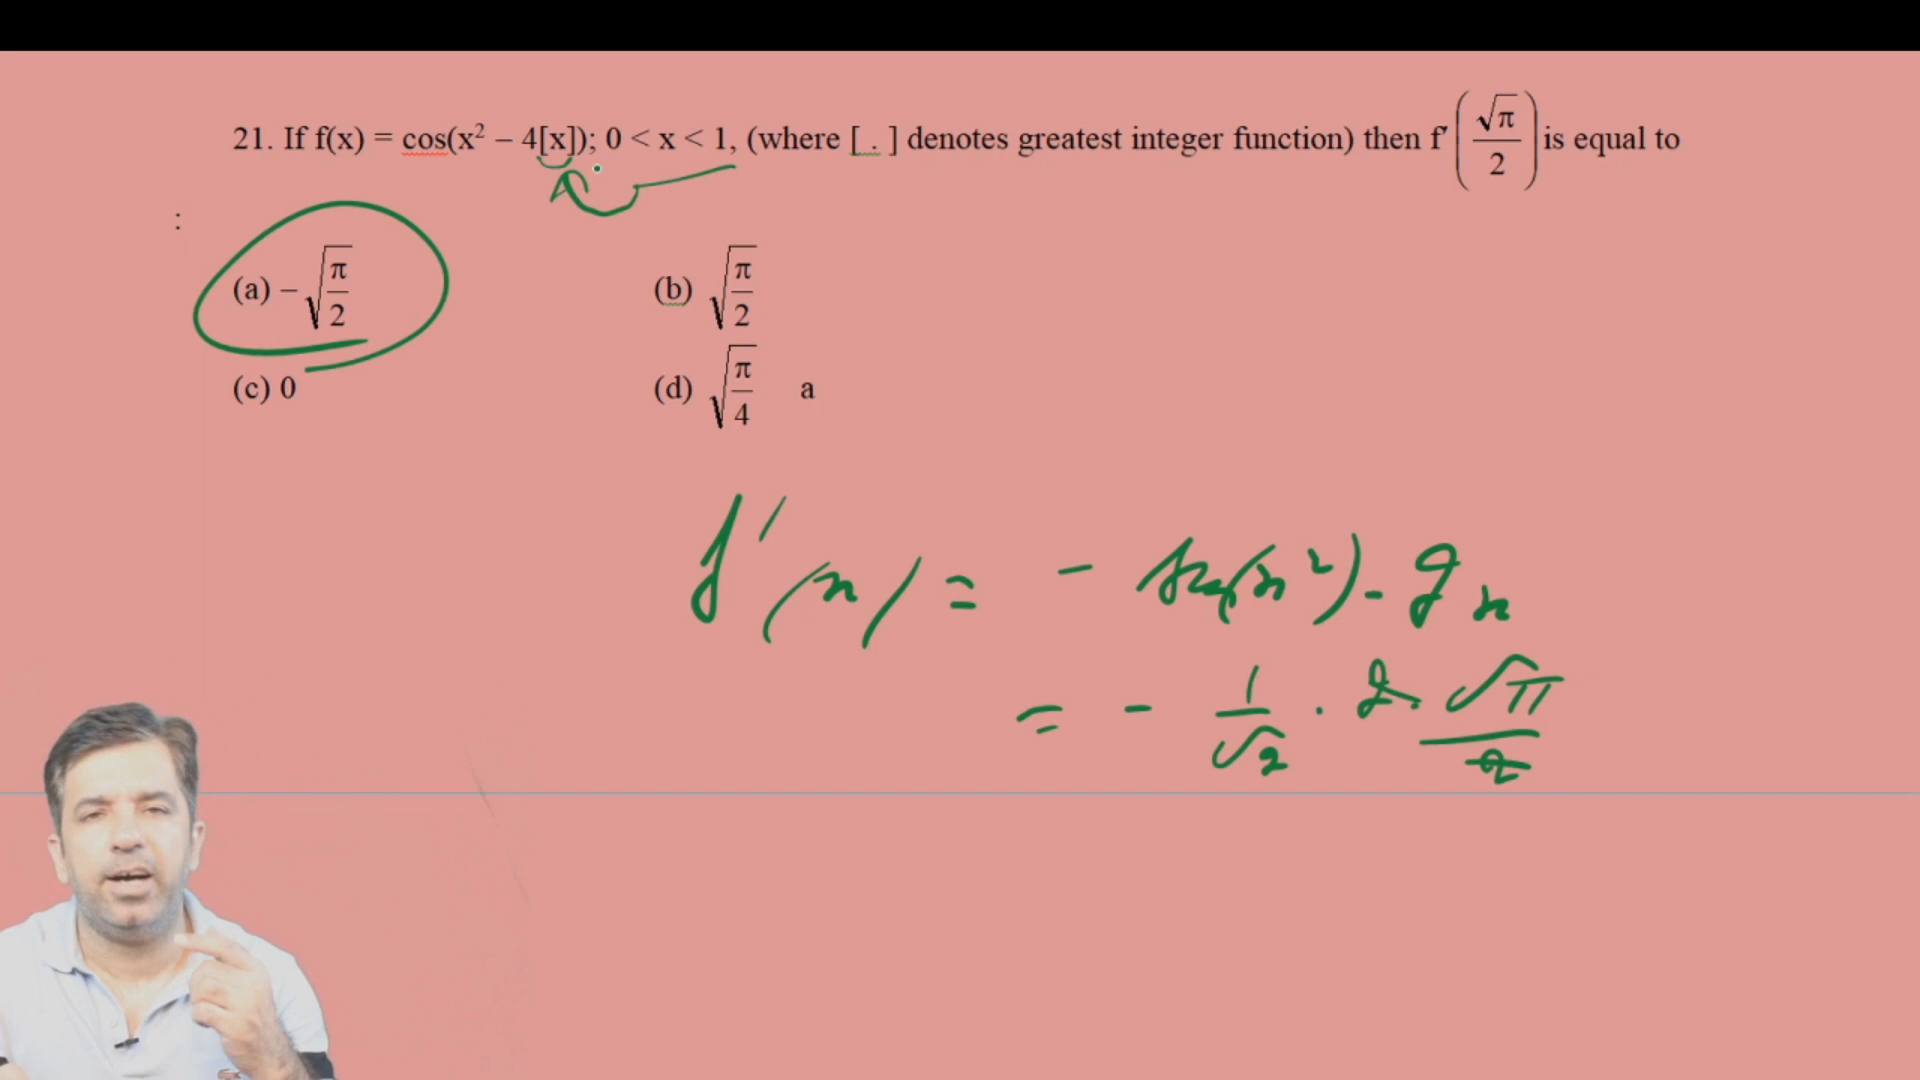 21. If f(x) = cos(x² – 4[x]); 0 < x < 1, (where [ . ] denotes greatest integer function) then f′(√π/2) is equal to
:
(a) –√(π/2) (b) √(π/2)
(c) 0 (d) √(π/4) a
f'(x) = - sin(x²) - 2x
= - 1/√2 · 2 · √π/2